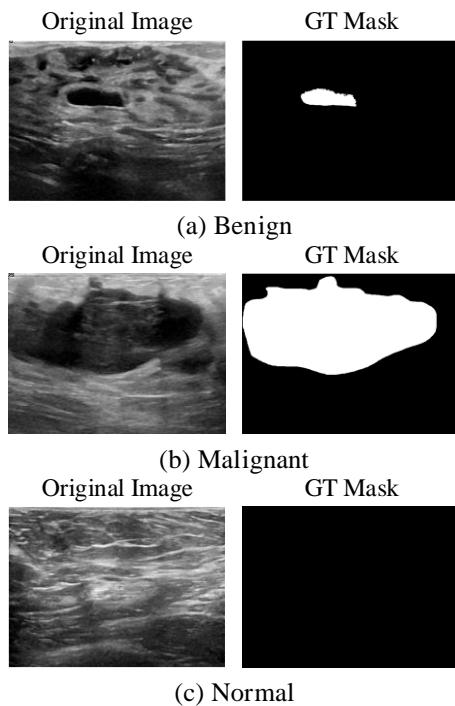 Original Image GT Mask
(a) Benign
Original Image GT Mask
(b) Malignant
Original Image GT Mask
(c) Normal